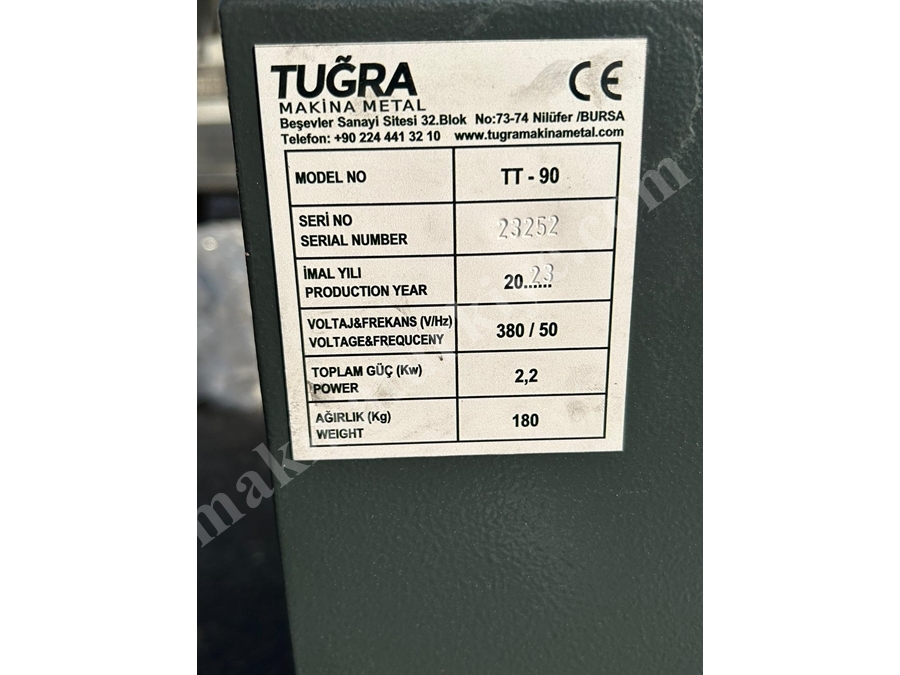 TUĞRA
CE
MAKİNA METAL
Beşevler Sanayi Sitesi 32.Blok No:73-74 Nilüfer /BURSA
Telefon: +90 224 441 32 10 www.tugramakinametal.com
MODEL NO
TT - 90
SERİ NO
SERIAL NUMBER
23252
İMAL YILI
PRODUCTION YEAR
20...... 23
VOLTAJ&FREKANS (V/Hz)
VOLTAGE&FREQUCENY
380 / 50
TOPLAM GÜÇ (Kw)
POWER
2,2
AĞIRLIK (Kg)
WEIGHT
180